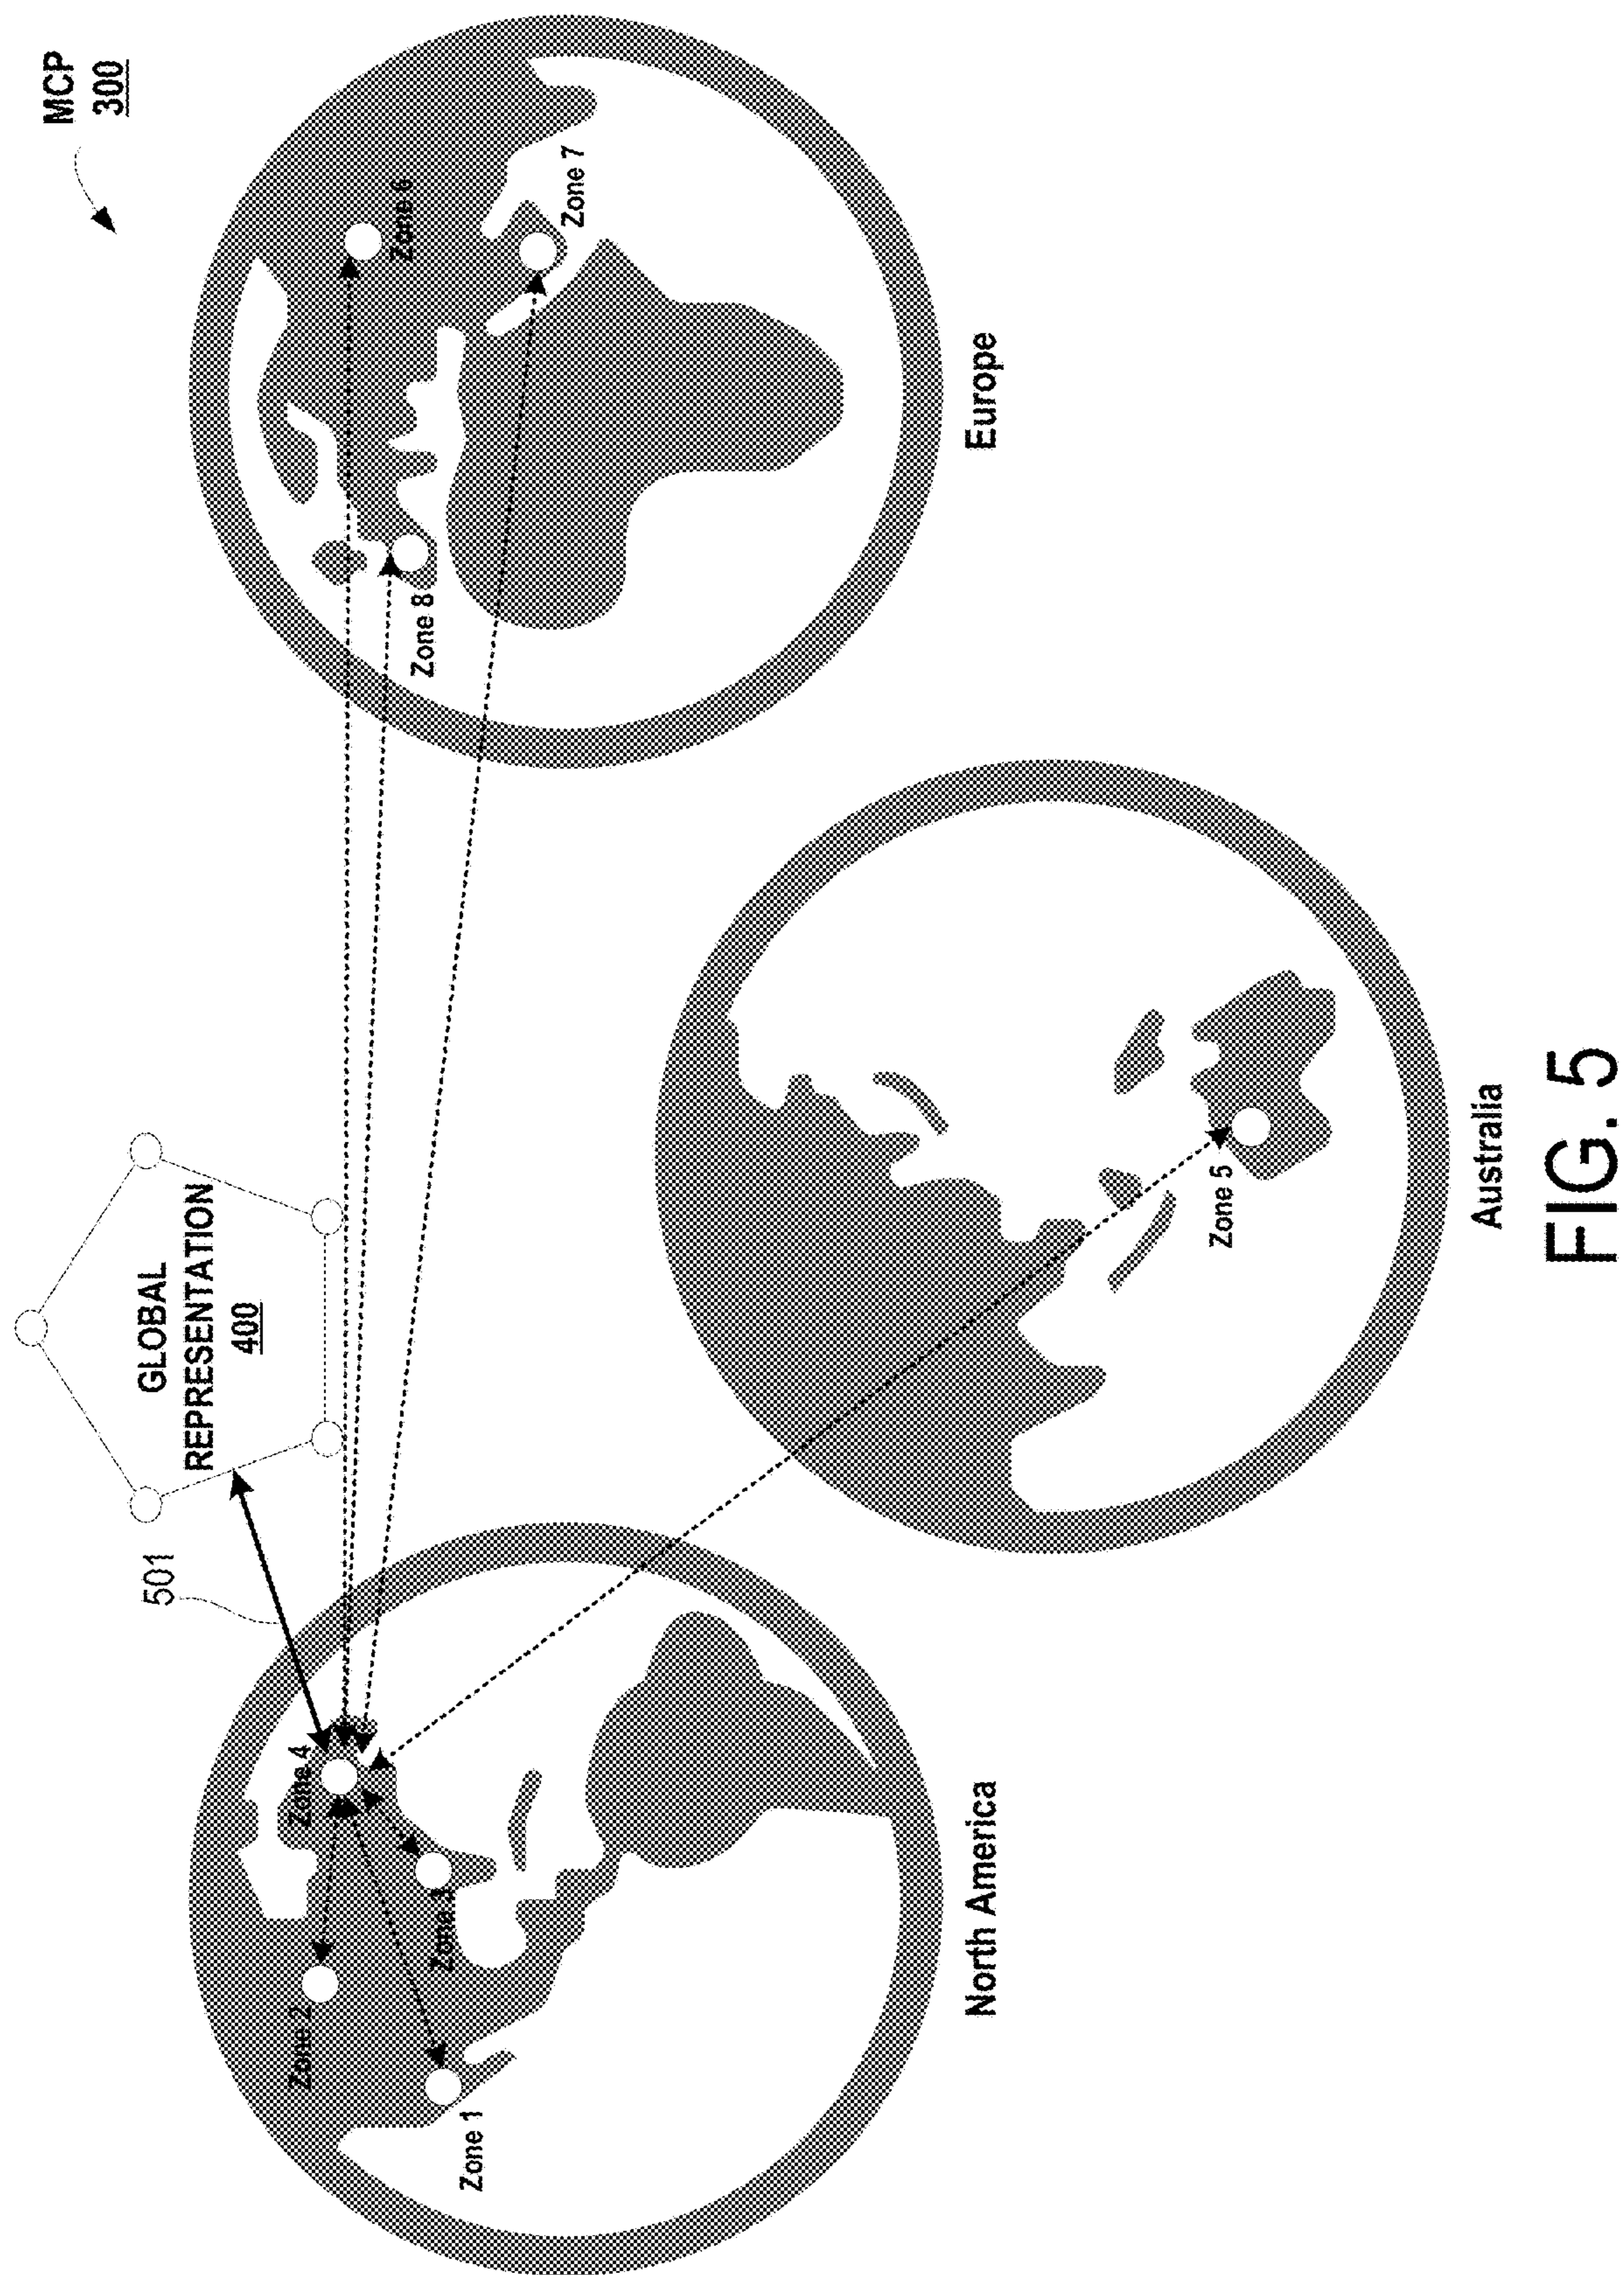 MCP
300
GLOBAL
REPRESENTATION
400
501
Zone 4
Zone 2
Zone 3
Zone 1
North America
Zone 5
Australia
Zone 6
Zone 7
Zone 8
Europe
FIG. 5